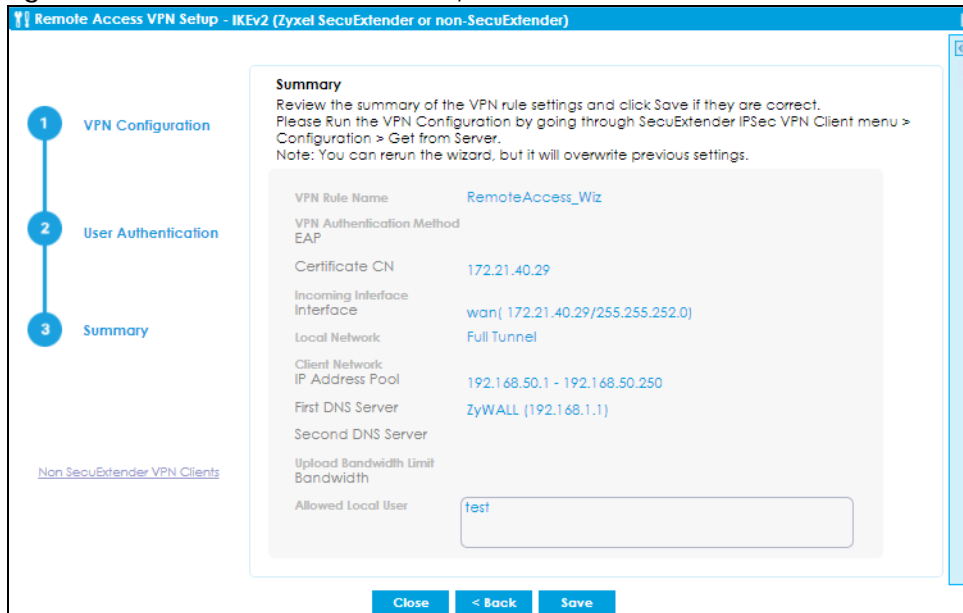 Remote Access VPN Setup - IKEv2 (Zyxel SecuExtender or non-SecuExtender)
1 VPN Configuration
2 User Authentication
3 Summary
Non SecuExtender VPN Clients
Summary
Review the summary of the VPN rule settings and click Save if they are correct.
Please Run the VPN Configuration by going through SecuExtender IPSec VPN Client menu >
Configuration > Get from Server.
Note: You can rerun the wizard, but it will overwrite previous settings.
VPN Rule Name RemoteAccess_Wiz
VPN Authentication Method
EAP
Certificate CN 172.21.40.29
Incoming Interface
Interface wan( 172.21.40.29/255.255.252.0)
Local Network Full Tunnel
Client Network
IP Address Pool 192.168.50.1 - 192.168.50.250
First DNS Server ZyWALL (192.168.1.1)
Second DNS Server
Upload Bandwidth Limit
Bandwidth
Allowed Local User test
Close < Back Save